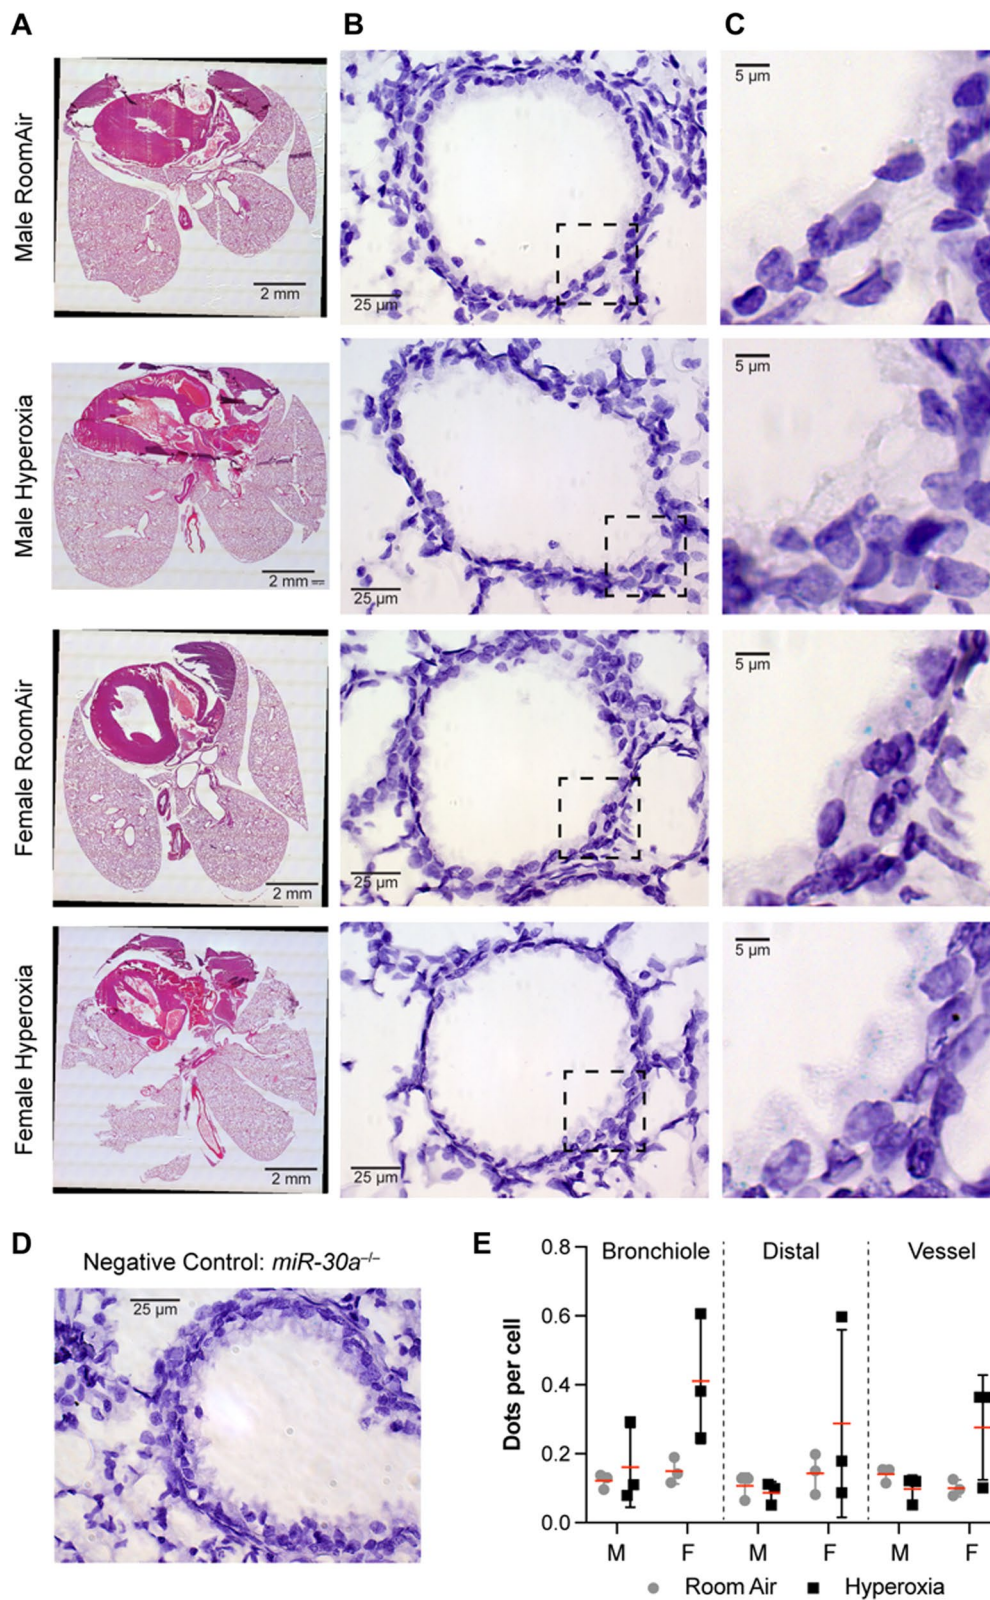 A
B
C
Male RoomAir
2 mm
25 µm
5 µm
Male Hyperoxia
2 mm
25 µm
5 µm
Female RoomAir
2 mm
25 µm
5 µm
Female Hyperoxia
2 mm
25 µm
5 µm
D
Negative Control: miR-30a–/–
25 µm
E
Dots per cell
0.8
0.6
0.4
0.2
0.0
Bronchiole Distal Vessel
M F M F M F
Room Air Hyperoxia